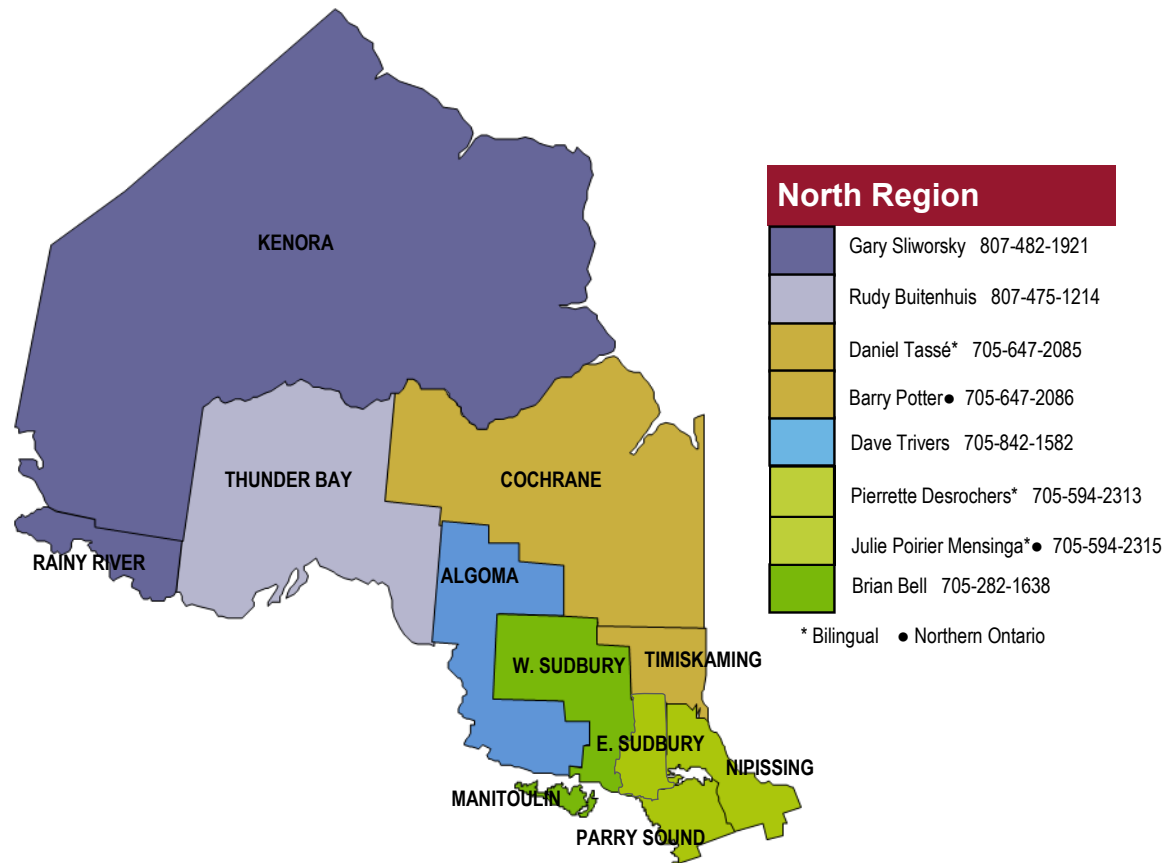 KENORA
THUNDER BAY
COCHRANE
RAINY RIVER
ALGOMA
W. SUDBURY
TIMISKAMING
E. SUDBURY
NIPISSING
MANITOULIN
PARRY SOUND
North Region
Gary Sliworsky 807-482-1921
Rudy Buitenhuis 807-475-1214
Daniel Tassé* 705-647-2085
Barry Potter● 705-647-2086
Dave Trivers 705-842-1582
Pierrette Desrochers* 705-594-2313
Julie Poirier Mensinga*● 705-594-2315
Brian Bell 705-282-1638
* Bilingual ● Northern Ontario